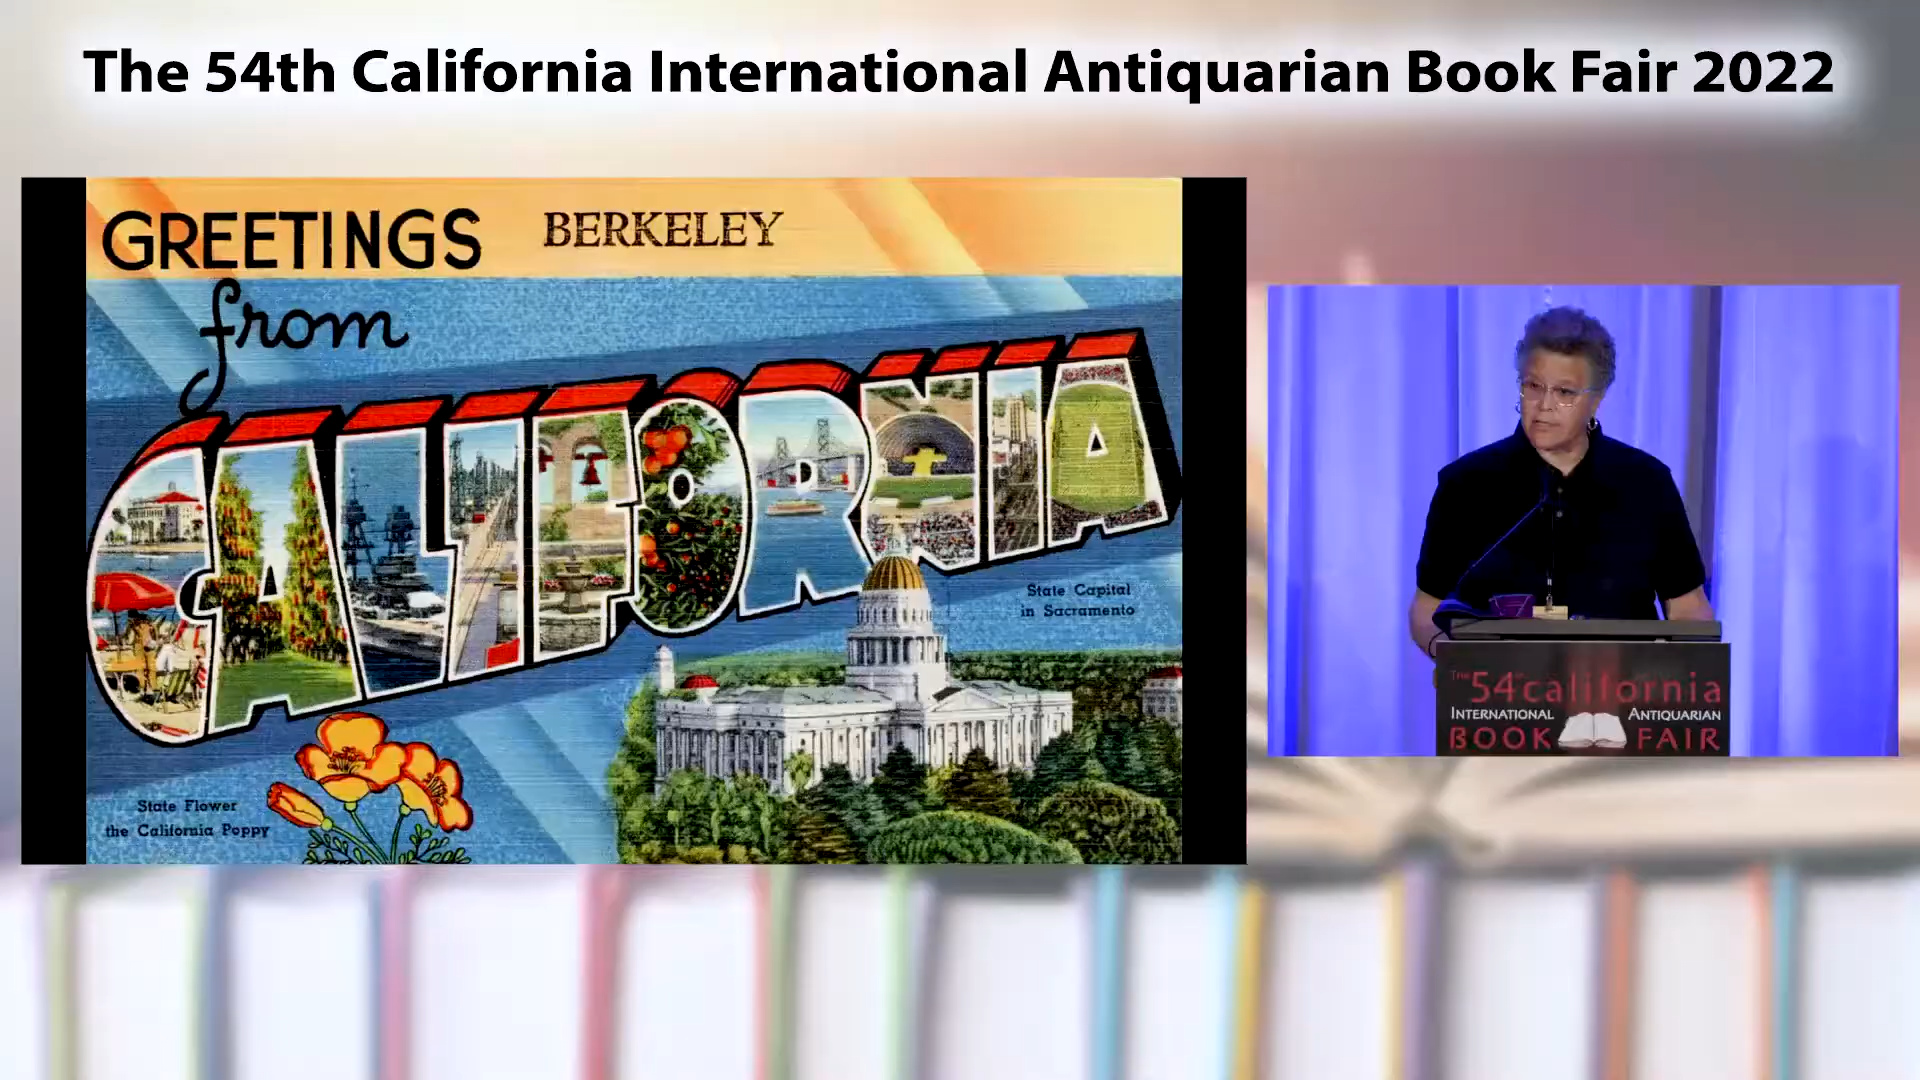 The 54th California International Antiquarian Book Fair 2022
GREETINGS BERKELEY
from
CALIFORNIA
State Capital
in Sacramento
State Flower
the California Poppy
The 54th california
INTERNATIONAL ANTIQUARIAN
BOOK FAIR